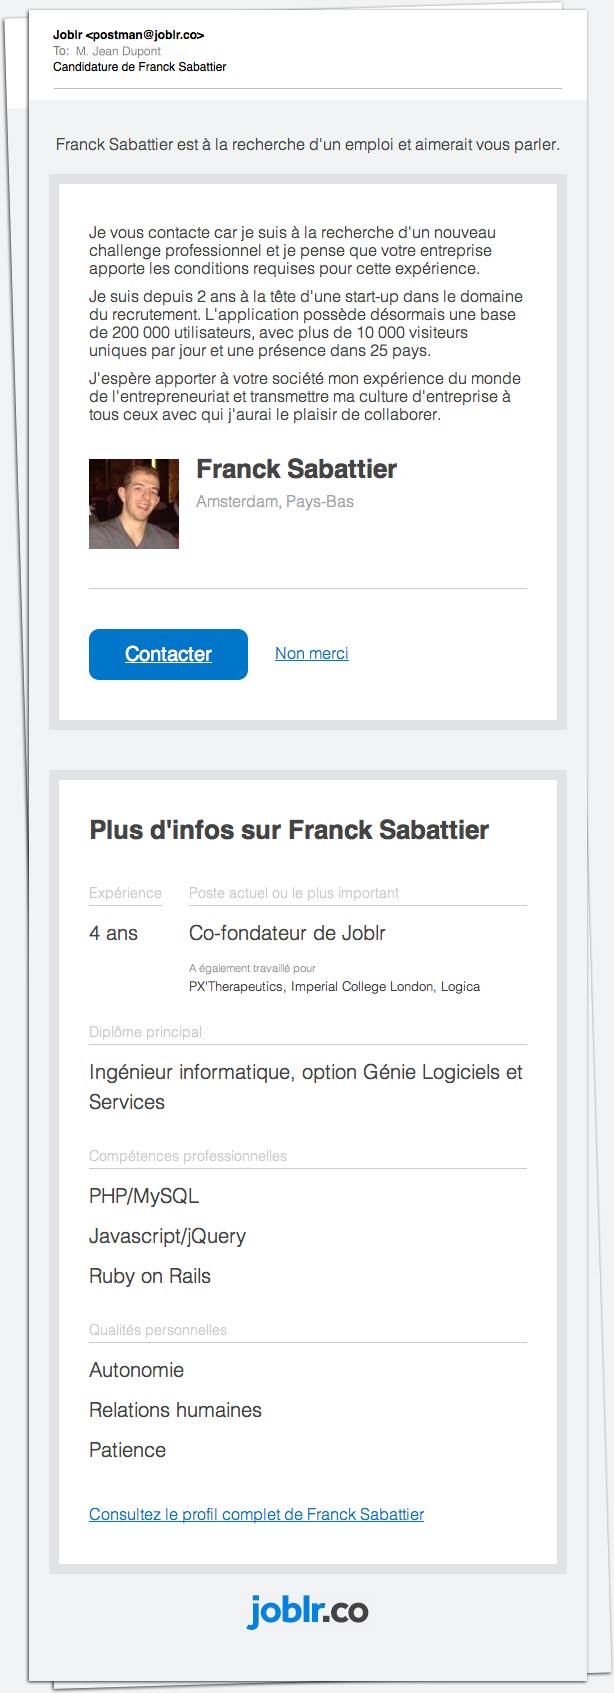 Joblr <postman@joblr.co>
To: M. Jean Dupont
Candidature de Franck Sabattier
Franck Sabattier est à la recherche d'un emploi et aimerait vous parler.
Je vous contacte car je suis à la recherche d'un nouveau
challenge professionnel et je pense que votre entreprise
apporte les conditions requises pour cette expérience.
Je suis depuis 2 ans à la tête d'une start-up dans le domaine
du recrutement. L'application possède désormais une base
de 200 000 utilisateurs, avec plus de 10 000 visiteurs
uniques par jour et une présence dans 25 pays.
J'espère apporter à votre société mon expérience du monde
de l'entrepreneuriat et transmettre ma culture d'entreprise à
tous ceux avec qui j'aurai le plaisir de collaborer.
Franck Sabattier
Amsterdam, Pays-Bas
Contacter Non merci
Plus d'infos sur Franck Sabattier
Expérience Poste actuel ou le plus important
4 ans Co-fondateur de Joblr
A également travaillé pour
PX'Therapeutics, Imperial College London, Logica
Diplôme principal
Ingénieur informatique, option Génie Logiciels et
Services
Compétences professionnelles
PHP/MySQL
Javascript/jQuery
Ruby on Rails
Qualités personnelles
Autonomie
Relations humaines
Patience
Consultez le profil complet de Franck Sabattier
joblr.co